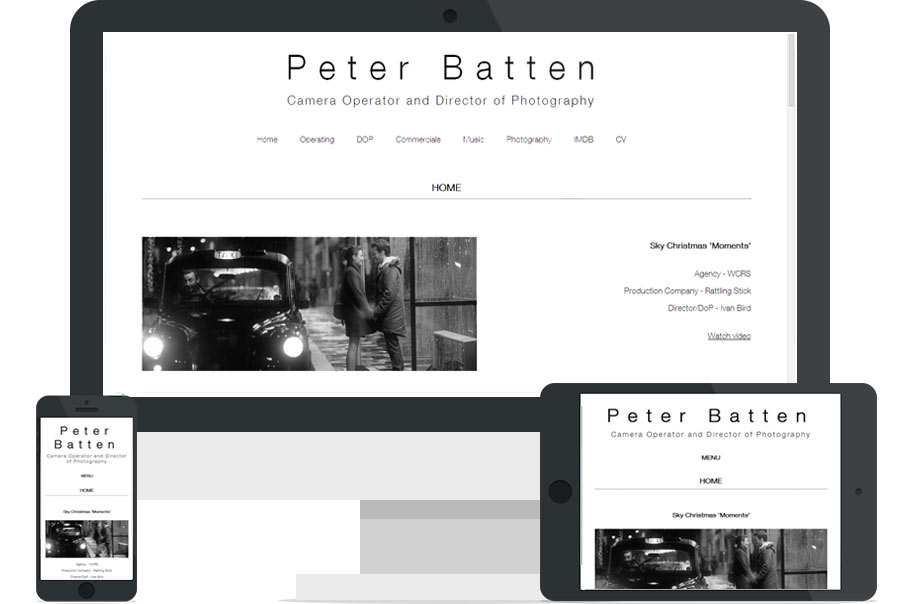 Peter Batten
Camera Operator and Director of Photography
Home Operating DOP Commercials Music Photography IMDB CV
HOME
TAXI
Sky Christmas 'Moments'
Agency - WCRS
Production Company - Rattling Stick
Director/DoP - Ivan Bird
Watch video
Peter
Batten
Camera Operator and Director
of Photography
MENU
HOME
Sky Christmas 'Moments'
Agency - WCRS
Production Company - Rattling Stick
Director/DoP - Ivan Bird
Peter Batten
Camera Operator and Director of Photography
MENU
HOME
Sky Christmas 'Moments'